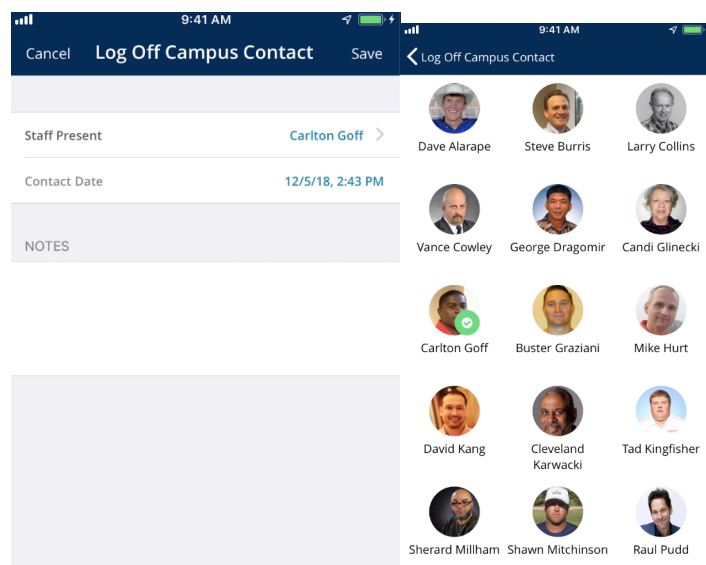 9:41 AM
Cancel Log Off Campus Contact Save
Staff Present Carlton Goff
Contact Date 12/5/18, 2:43 PM
NOTES
9:41 AM
Log Off Campus Contact
Dave Alarape Steve Burris Larry Collins
Vance Cowley George Dragomir Candi Glinecki
Carlton Goff Buster Graziani Mike Hurt
David Kang Cleveland Tad Kingfisher
Karwacki
Sherard Millham Shawn Mitchinson Raul Pudd